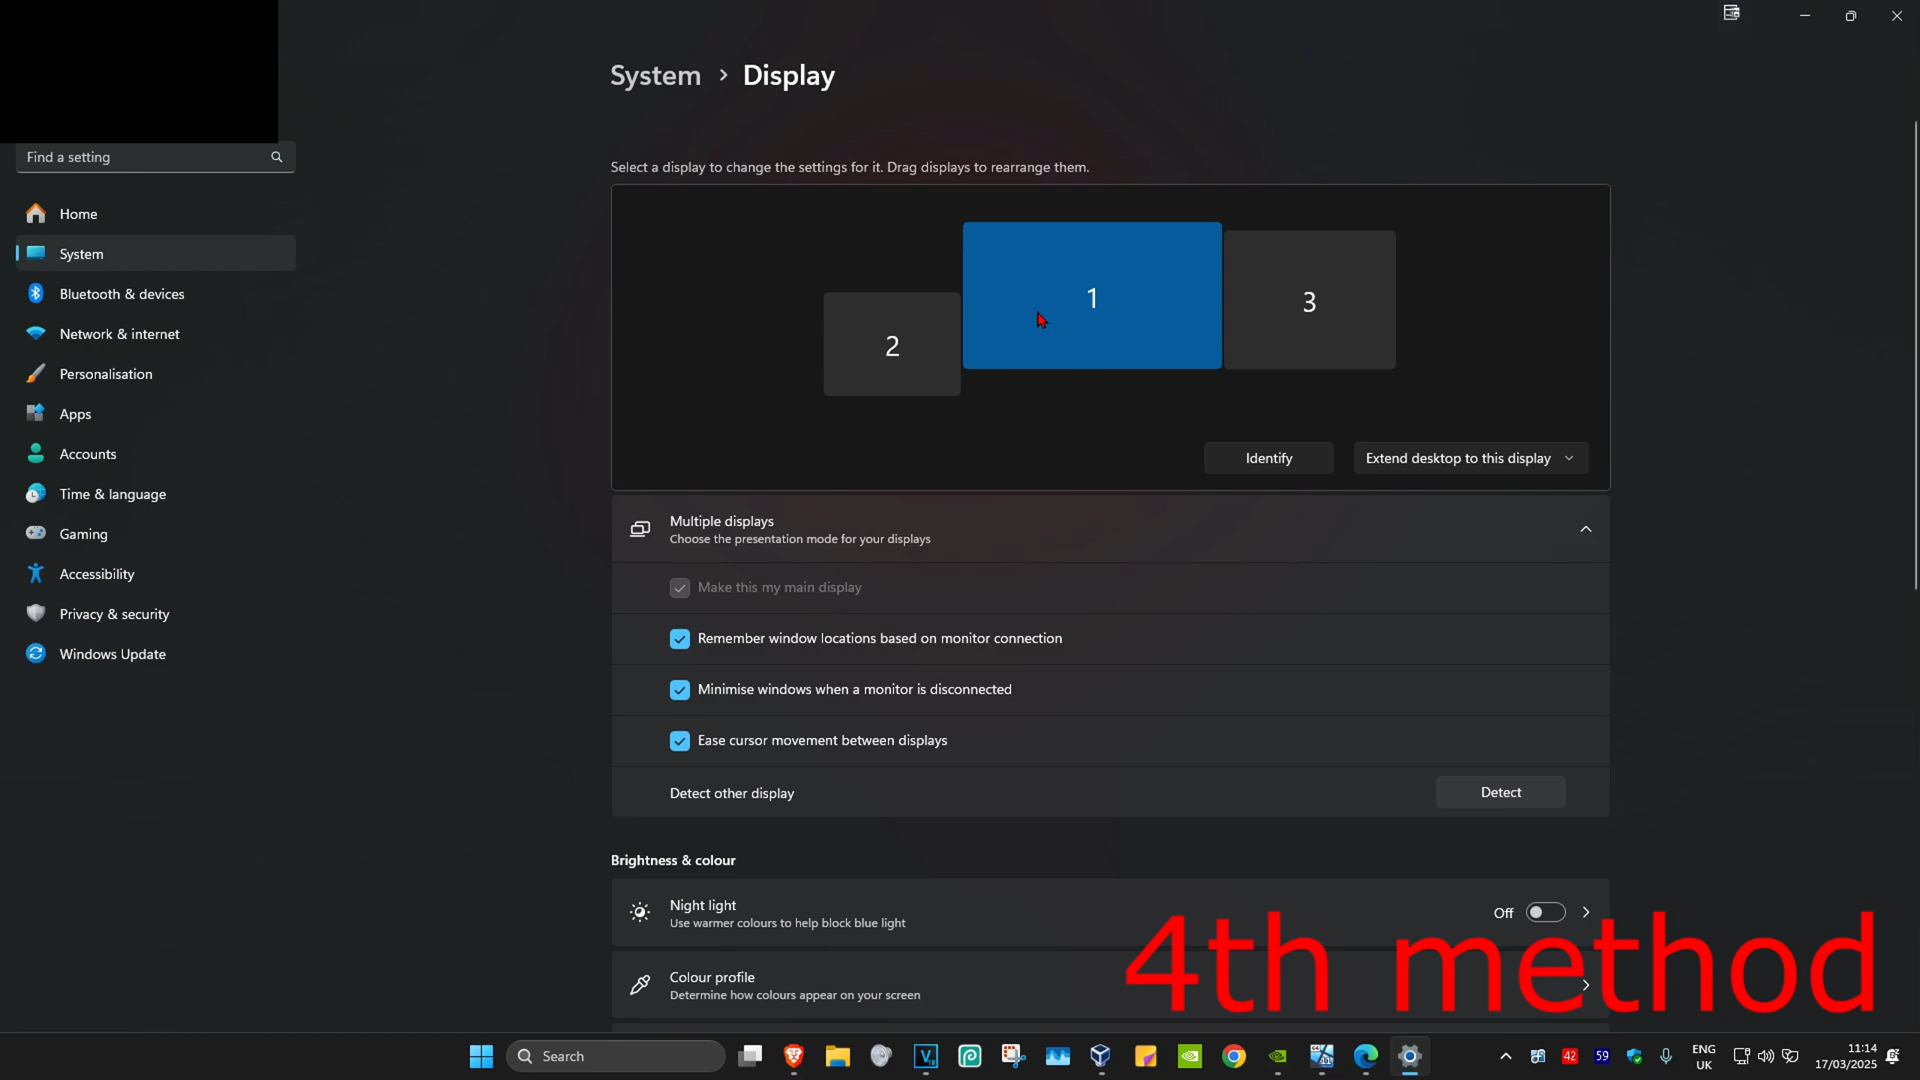 System > Display
Find a setting
Home
System
Bluetooth & devices
Network & internet
Personalisation
Apps
Accounts
Time & language
Gaming
Accessibility
Privacy & security
Windows Update
Select a display to change the settings for it. Drag displays to rearrange them.
2
1
3
Identify
Extend desktop to this display
Multiple displays
Choose the presentation mode for your displays
Make this my main display
Remember window locations based on monitor connection
Minimise windows when a monitor is disconnected
Ease cursor movement between displays
Detect other display
Detect
Brightness & colour
Night light
Use warmer colours to help block blue light
Off
Colour profile
Determine how colours appear on your screen
4th method
Search
42
59
ENG
UK
11:14
17/03/2025